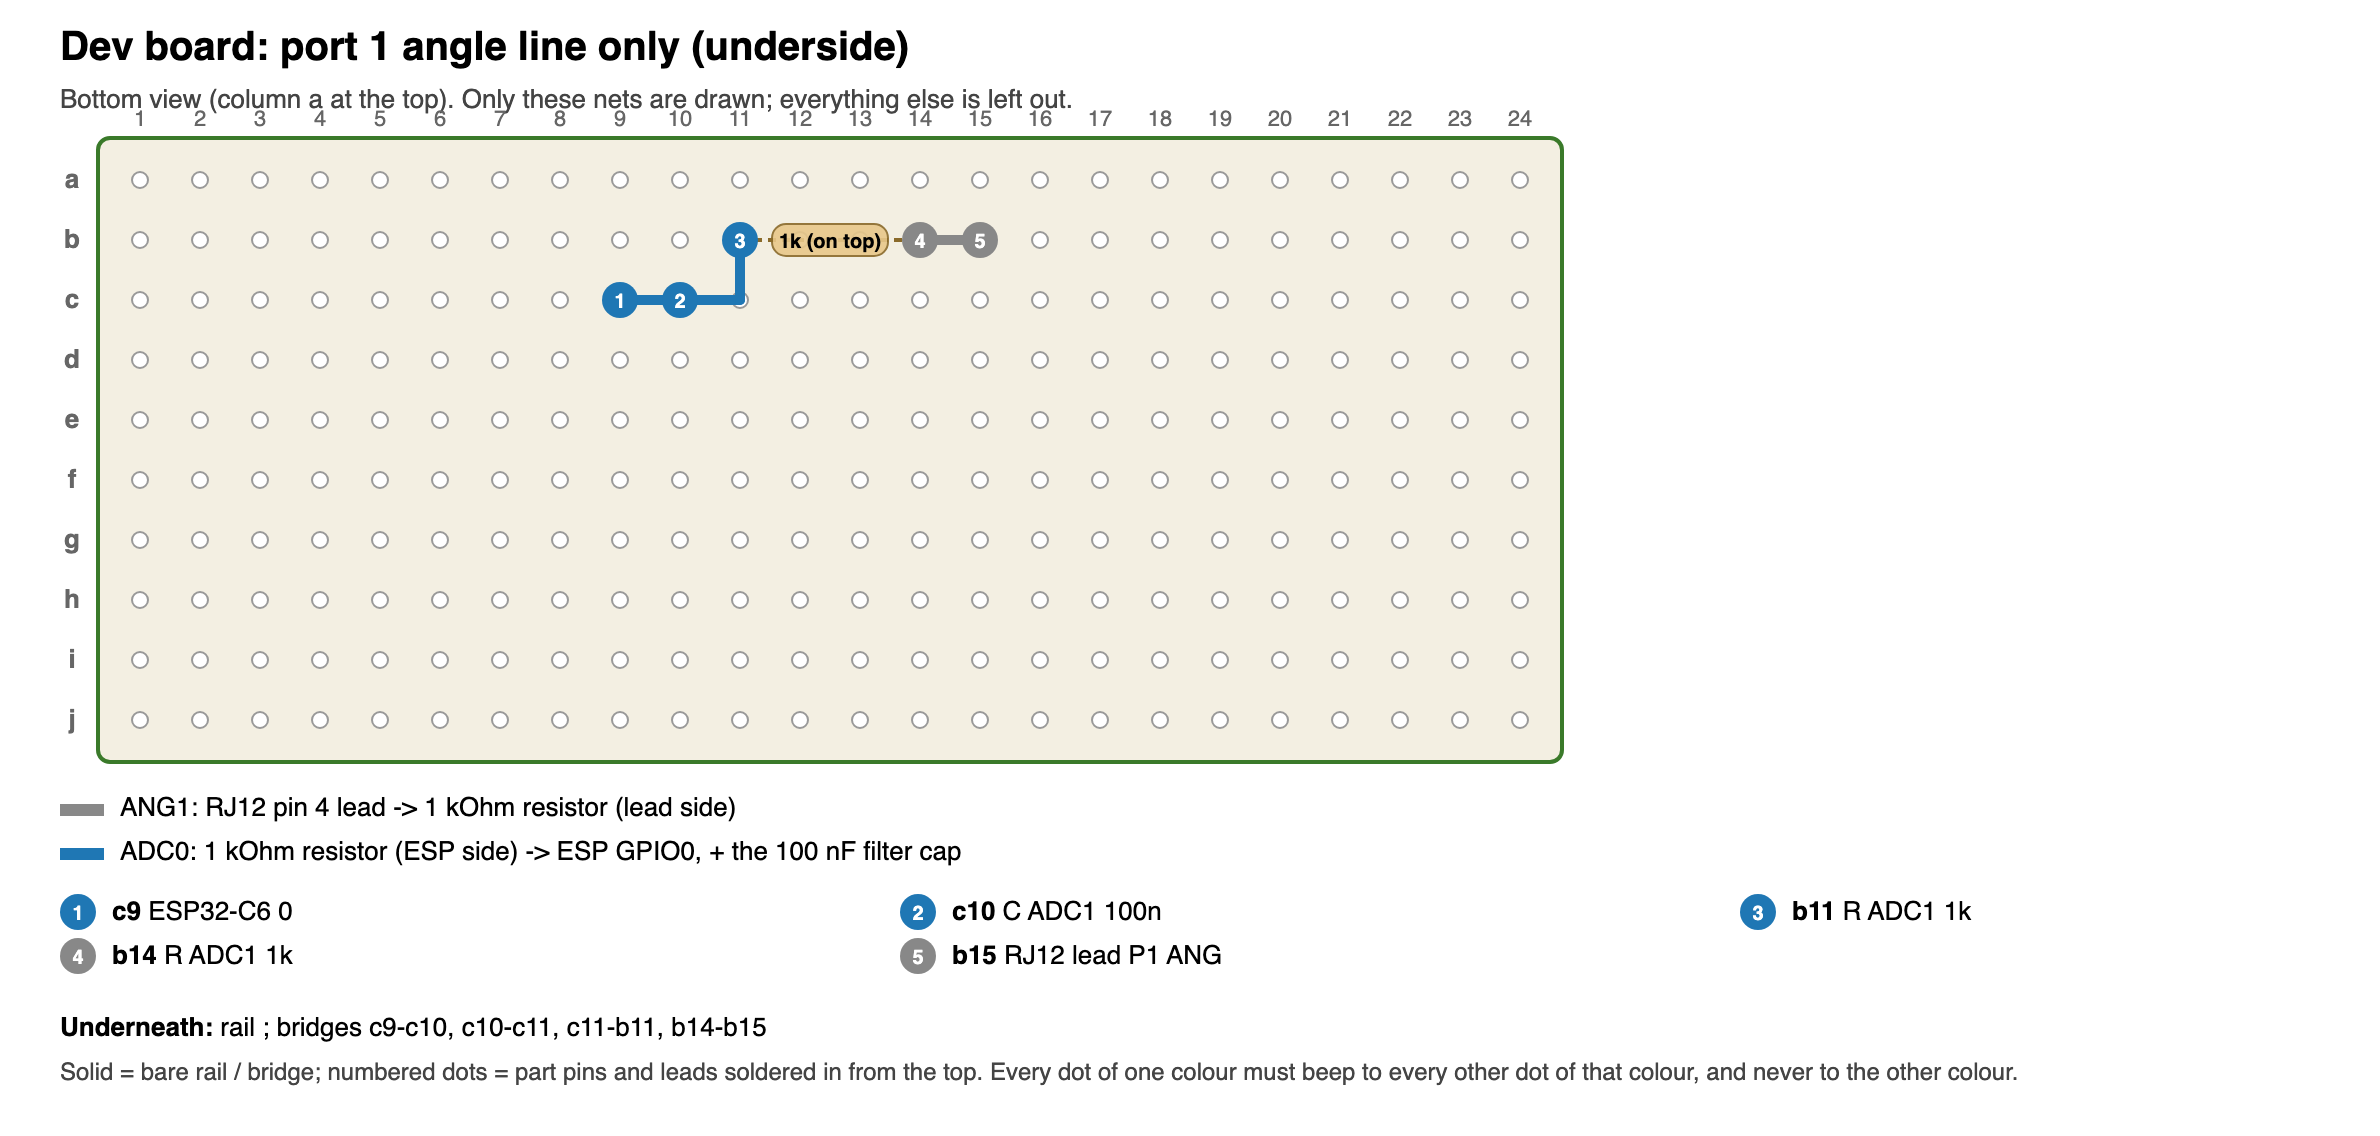 Dev board: port 1 angle line only (underside)
Bottom view (column a at the top). Only these nets are drawn; everything else is left out.
1 2 3 4 5 6 7 8 9 10 11 12 13 14 15 16 17 18 19 20 21 22 23 24
a
b 3 1k (on top) 4 5
c 1 2
d
e
f
g
h
i
j
ANG1: RJ12 pin 4 lead -> 1 kOhm resistor (lead side)
ADC0: 1 kOhm resistor (ESP side) -> ESP GPIO0, + the 100 nF filter cap
1 c9 ESP32-C6 0 2 c10 C ADC1 100n 3 b11 R ADC1 1k
4 b14 R ADC1 1k 5 b15 RJ12 lead P1 ANG
Underneath: rail ; bridges c9-c10, c10-c11, c11-b11, b14-b15
Solid = bare rail / bridge; numbered dots = part pins and leads soldered in from the top. Every dot of one colour must beep to every other dot of that colour, and never to the other colour.